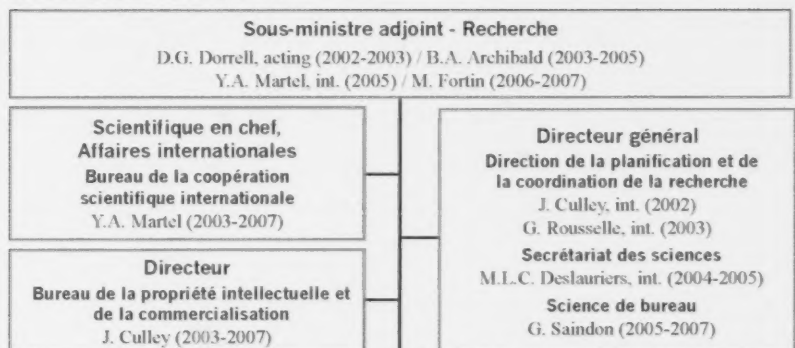 Sous-ministre adjoint - Recherche
D.G. Dorrell, acting (2002-2003) / B.A. Archibald (2003-2005)
Y.A. Martel, int. (2005) / M. Fortin (2006-2007)
Scientifique en chef,
Affaires internationales
Bureau de la coopération
scientifique internationale
Y.A. Martel (2003-2007)
Directeur
Bureau de la propriété intellectuelle et
de la commercialisation
J. Culley (2003-2007)
Directeur général
Direction de la planification et de
la coordination de la recherche
J. Culley, int. (2002)
G. Rousselle, int. (2003)
Secrétariat des sciences
M.L.C. Deslauriers, int. (2004-2005)
Science de bureau
G. Saindon (2005-2007)